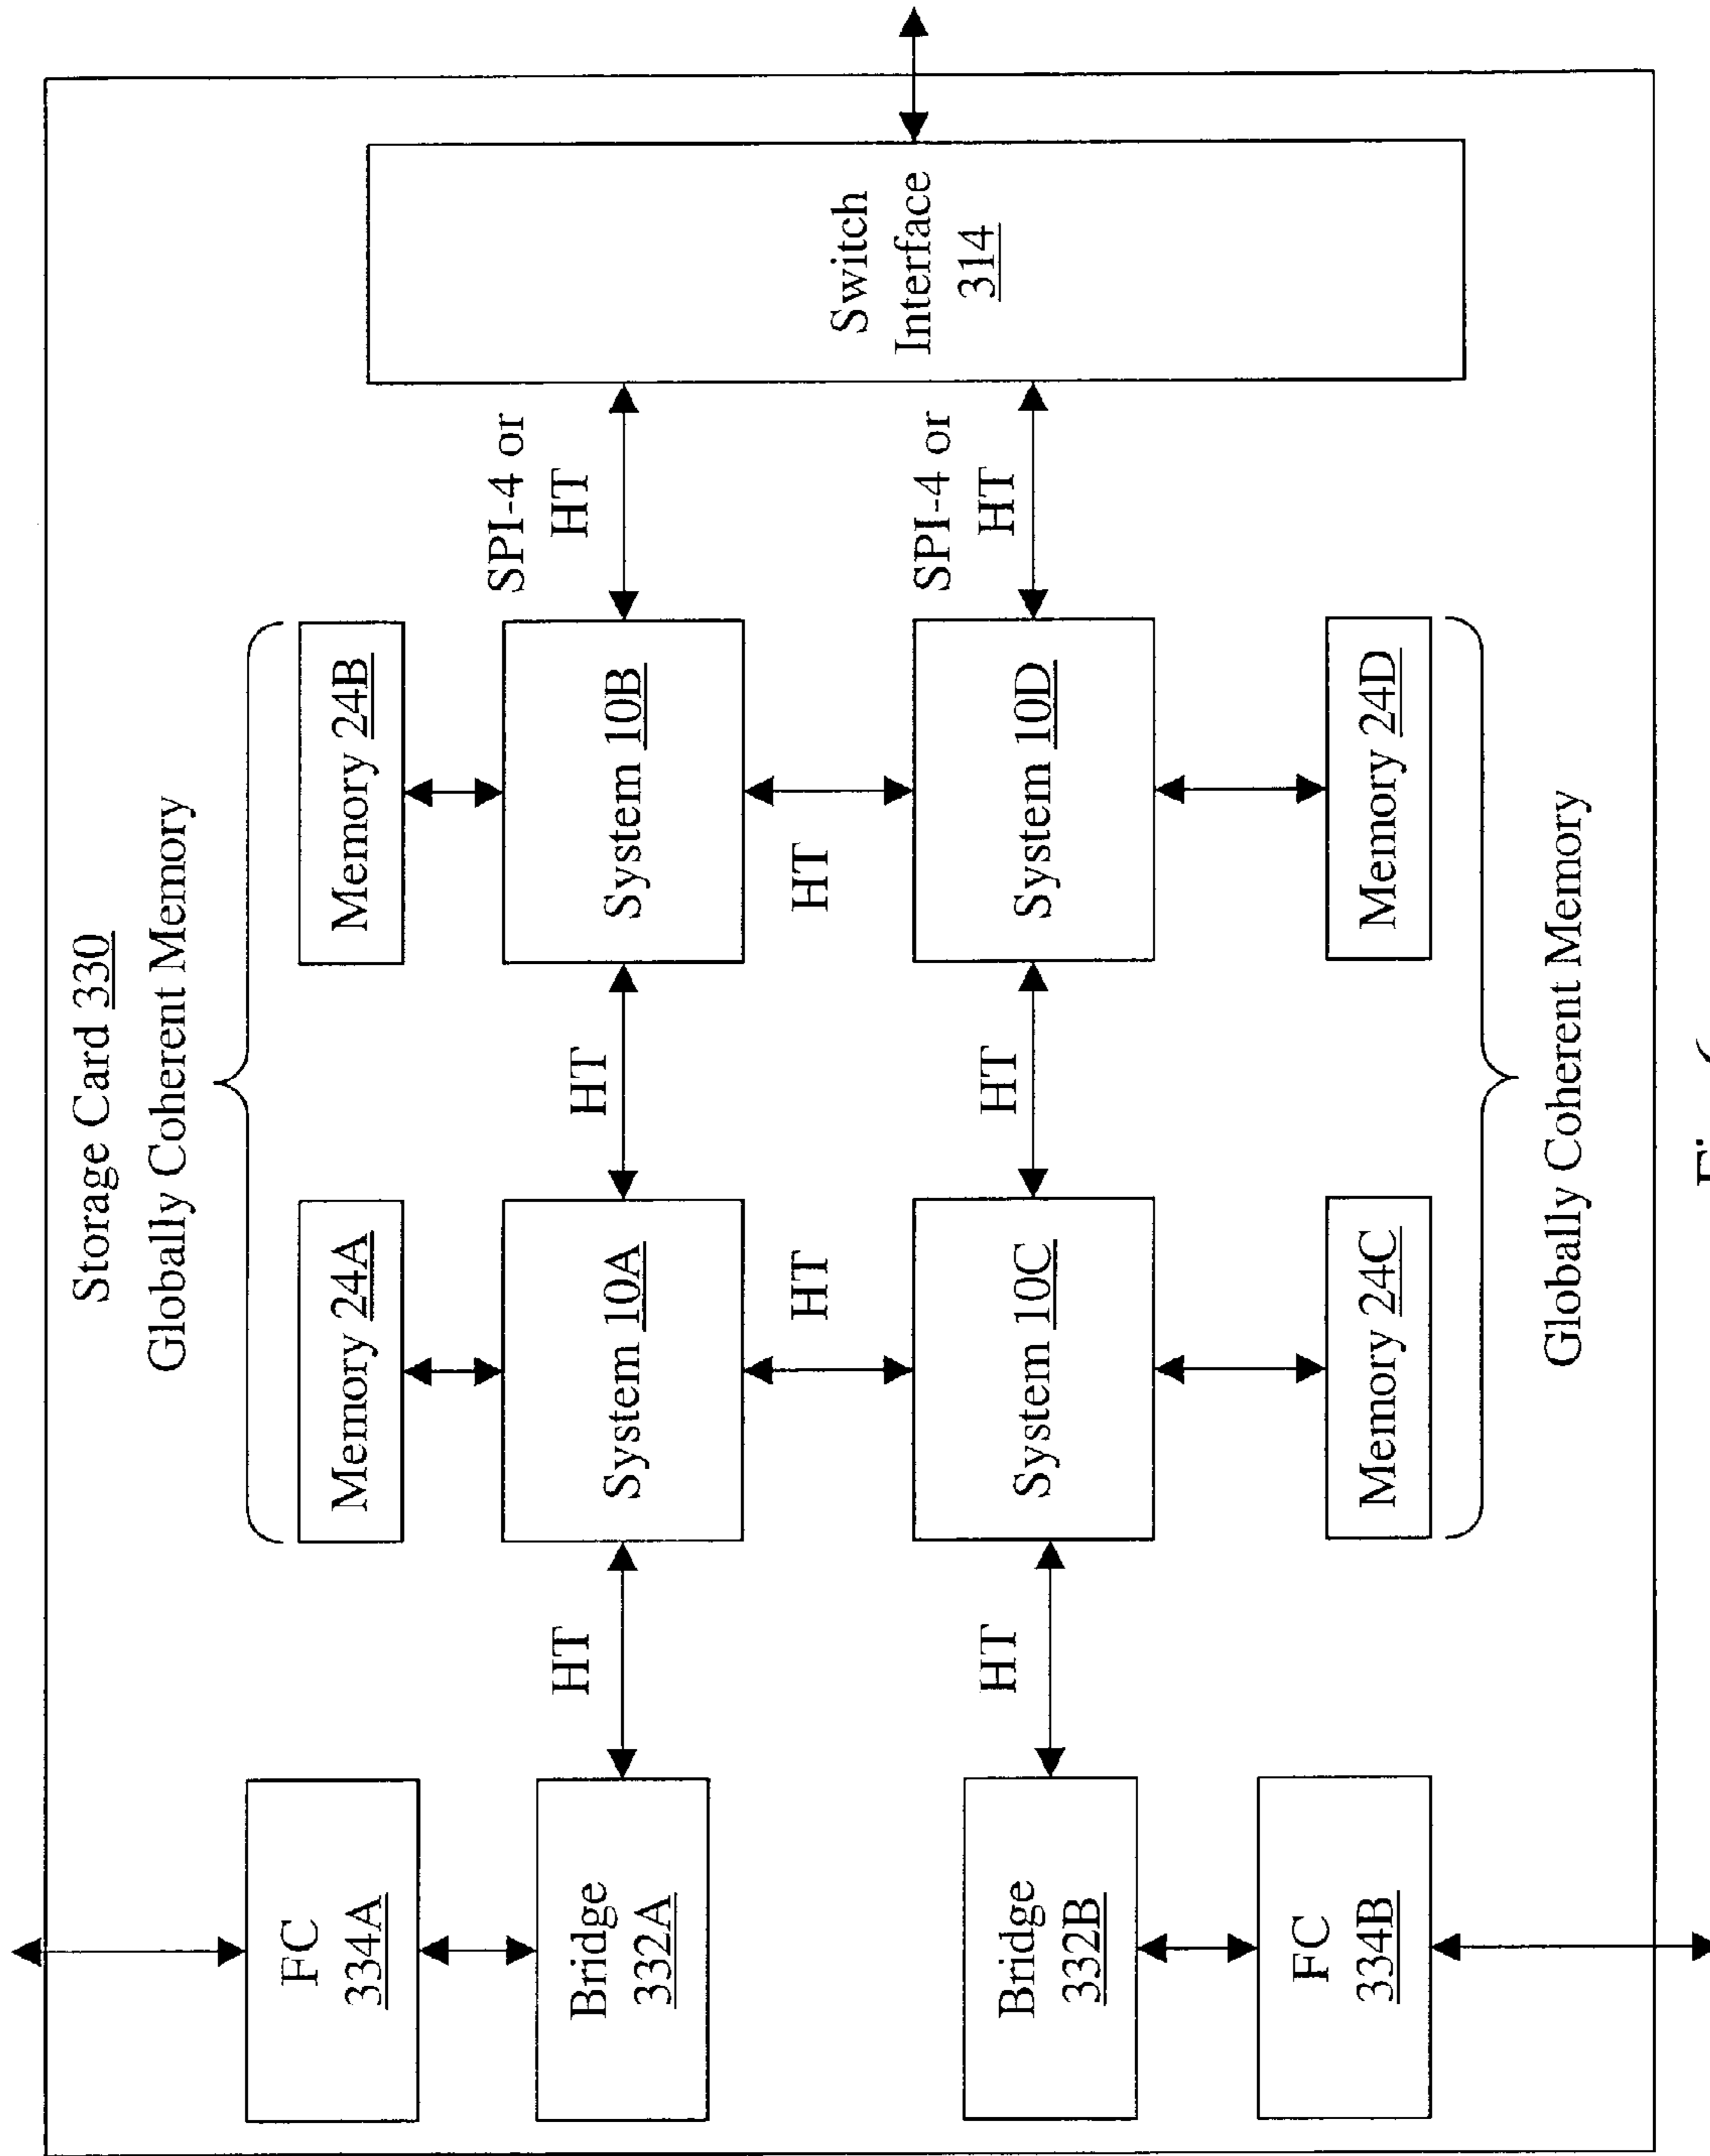 Storage Card 330
Globally Coherent Memory
FC
334A
Memory 24A
Memory 24B
Bridge
332A
HT
System 10A
HT
System 10B
SPI-4 or
HT
HT
HT
Switch
Interface
314
Bridge
332B
HT
System 10C
HT
System 10D
SPI-4 or
HT
FC
334B
Memory 24C
Memory 24D
Globally Coherent Memory